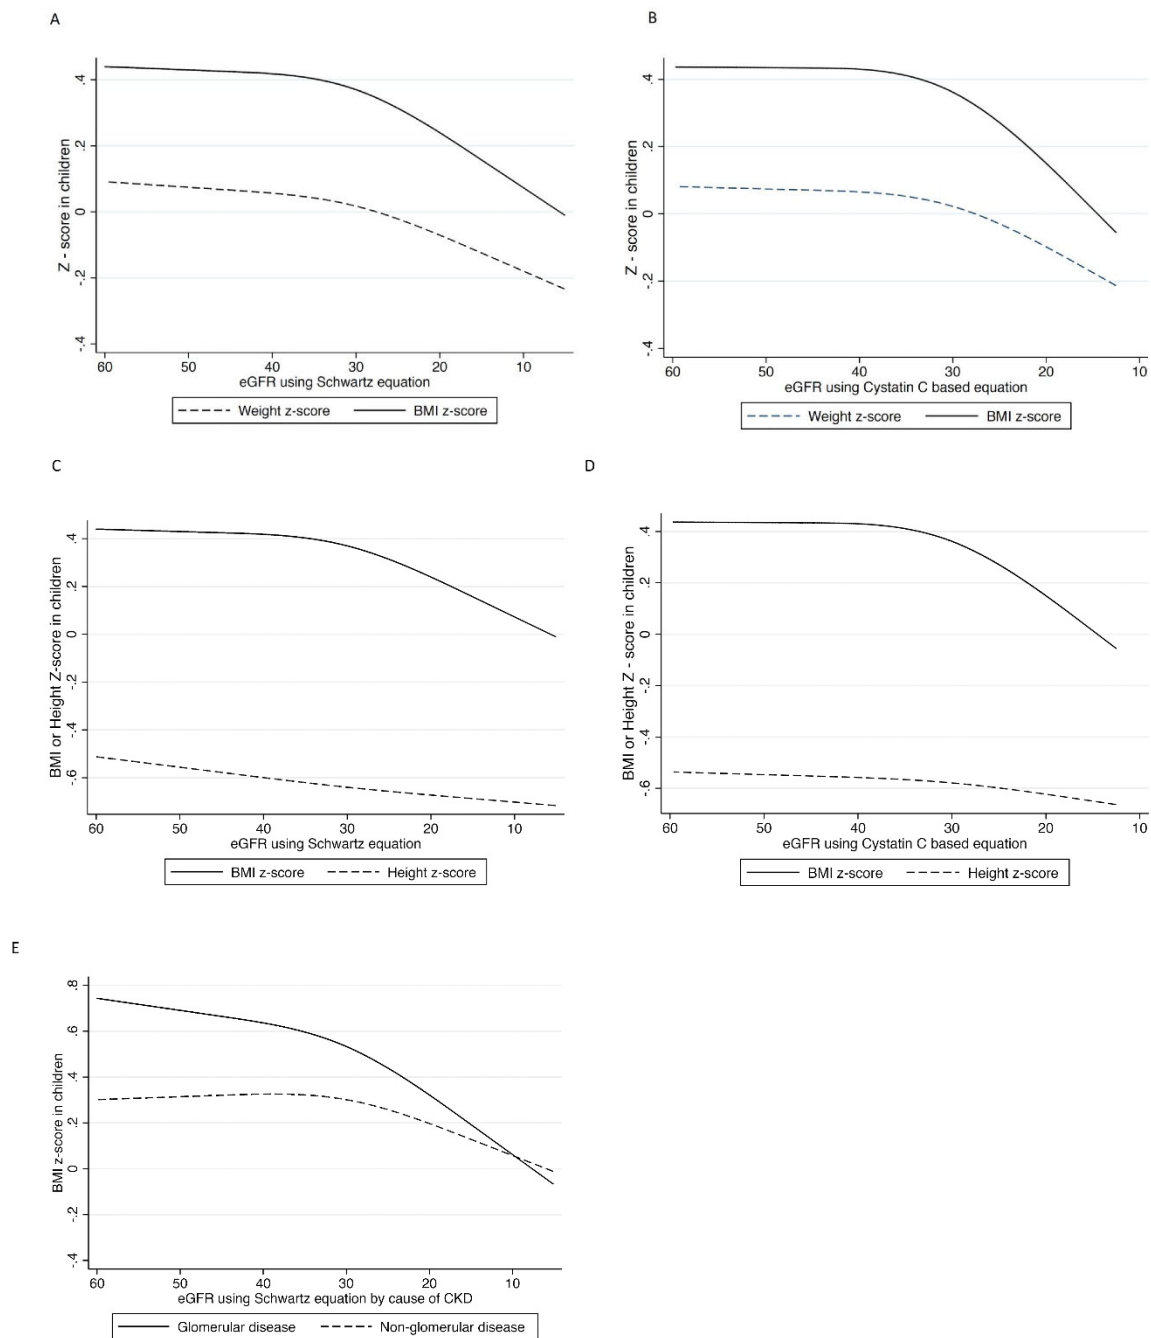 A
B
Z - score in children
.4
.2
0
-.2
-.4
60 50 40 30 20 10
eGFR using Schwartz equation
Weight z-score BMI z-score
Z - score in children
.4
.2
0
-.2
-.4
60 50 40 30 20 10
eGFR using Cystatin C based equation
Weight z-score BMI z-score
C
D
BMI or Height Z-score in children
.4
.2
0
-.2
-.4
-.6
60 50 40 30 20 10
eGFR using Schwartz equation
BMI z-score Height z-score
BMI or Height Z - score in children
.4
.2
0
-.2
-.4
-.6
60 50 40 30 20 10
eGFR using Cystatin C based equation
BMI z-score Height z-score
E
BMI z-score in children
.8
.6
.4
.2
0
-.2
-.4
60 50 40 30 20 10
eGFR using Schwartz equation by cause of CKD
Glomerular disease Non-glomerular disease